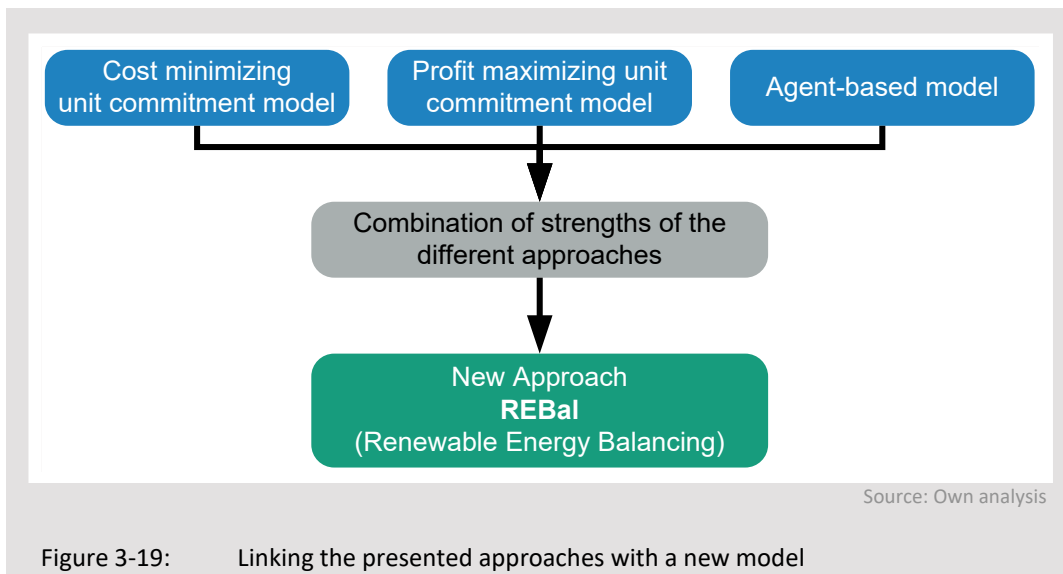 Cost minimizing
unit commitment model
Profit maximizing unit
commitment model
Agent-based model
Combination of strengths of the
different approaches
New Approach
REBal
(Renewable Energy Balancing)
Source: Own analysis
Figure 3-19: Linking the presented approaches with a new model